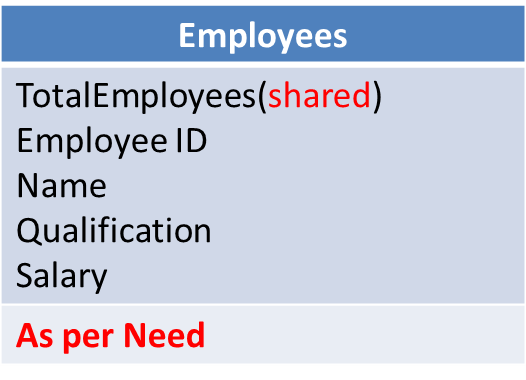 Employees
TotalEmployees(shared)
Employee ID
Name
Qualification
Salary
As per Need